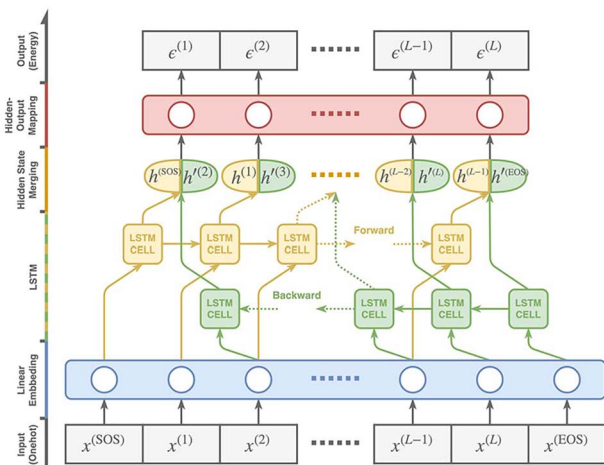 Output
(Energy)
ϵ^(1) ϵ^(2) ϵ^(L−1) ϵ^(L)
Hidden-
Output
Mapping
Hidden State
Merging
h^(SOS) h′^(2) h^(1) h′^(3) h^(L−2) h′^(L) h^(L−1) h′^(EOS)
LSTM
LSTM
CELL
LSTM
CELL
LSTM
CELL
Forward
LSTM
CELL
LSTM
CELL
Backward
LSTM
CELL
LSTM
CELL
LSTM
CELL
Linear
Embbeding
Input
(Onehot)
x^(SOS) x^(1) x^(2) x^(L−1) x^(L) x^(EOS)